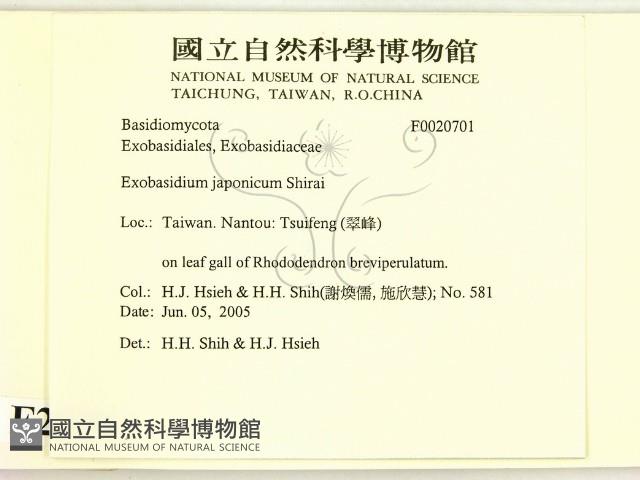 國立自然科學博物館
NATIONAL MUSEUM OF NATURAL SCIENCE
TAICHUNG, TAIWAN, R.O.CHINA
Basidiomycota F0020701
Exobasidiales, Exobasidiaceae
Exobasidium japonicum Shirai
Loc.: Taiwan. Nantou: Tsuifeng (翠峰)
on leaf gall of Rhododendron breviperulatum.
Col.: H.J. Hsieh & H.H. Shih(謝煥儒, 施欣慧); No. 581
Date: Jun. 05, 2005
Det.: H.H. Shih & H.J. Hsieh
國立自然科學博物館
NATIONAL MUSEUM OF NATURAL SCIENCE